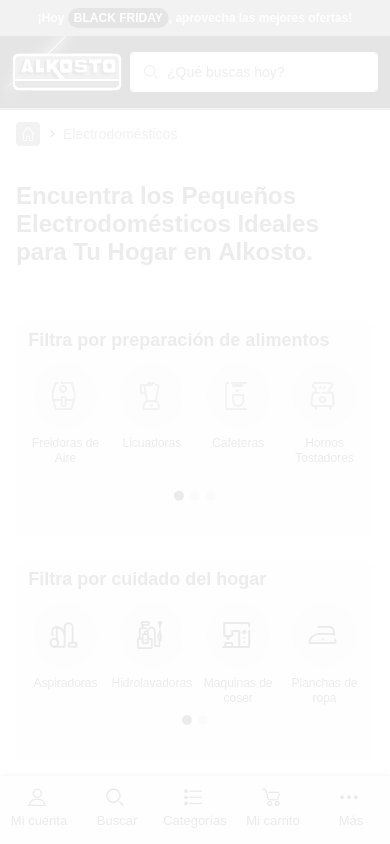 ¡Hoy BLACK FRIDAY, aprovecha las mejores ofertas!
ALKOSTO
¿Qué buscas hoy?
Electrodomésticos
Encuentra los Pequeños
Electrodomésticos Ideales
para Tu Hogar en Alkosto.
Filtra por preparación de alimentos
Freidoras de
Aire
Licuadoras
Cafeteras
Hornos
Tostadores
Filtra por cuidado del hogar
Aspiradoras
Hidrolavadoras
Maquinas de
coser
Planchas de
ropa
Mi cuenta
Buscar
Categorías
Mi carrito
Más